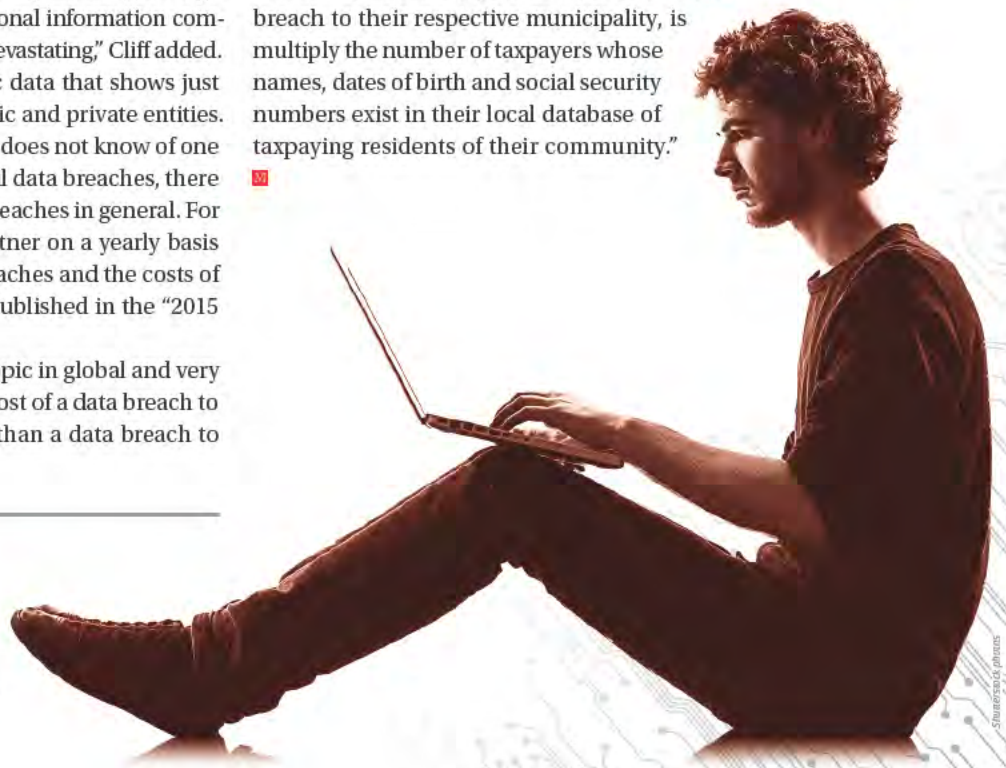 onal information com-
evastating,” Cliff added.
c data that shows just
ic and private entities.
does not know of one
l data breaches, there
eaches in general. For
tner on a yearly basis
aches and the costs of
ublished in the “2015
pic in global and very
ost of a data breach to
than a data breach to
breach to their respective municipality, is
multiply the number of taxpayers whose
names, dates of birth and social security
numbers exist in their local database of
taxpaying residents of their community.”
M
Shutterstock photos